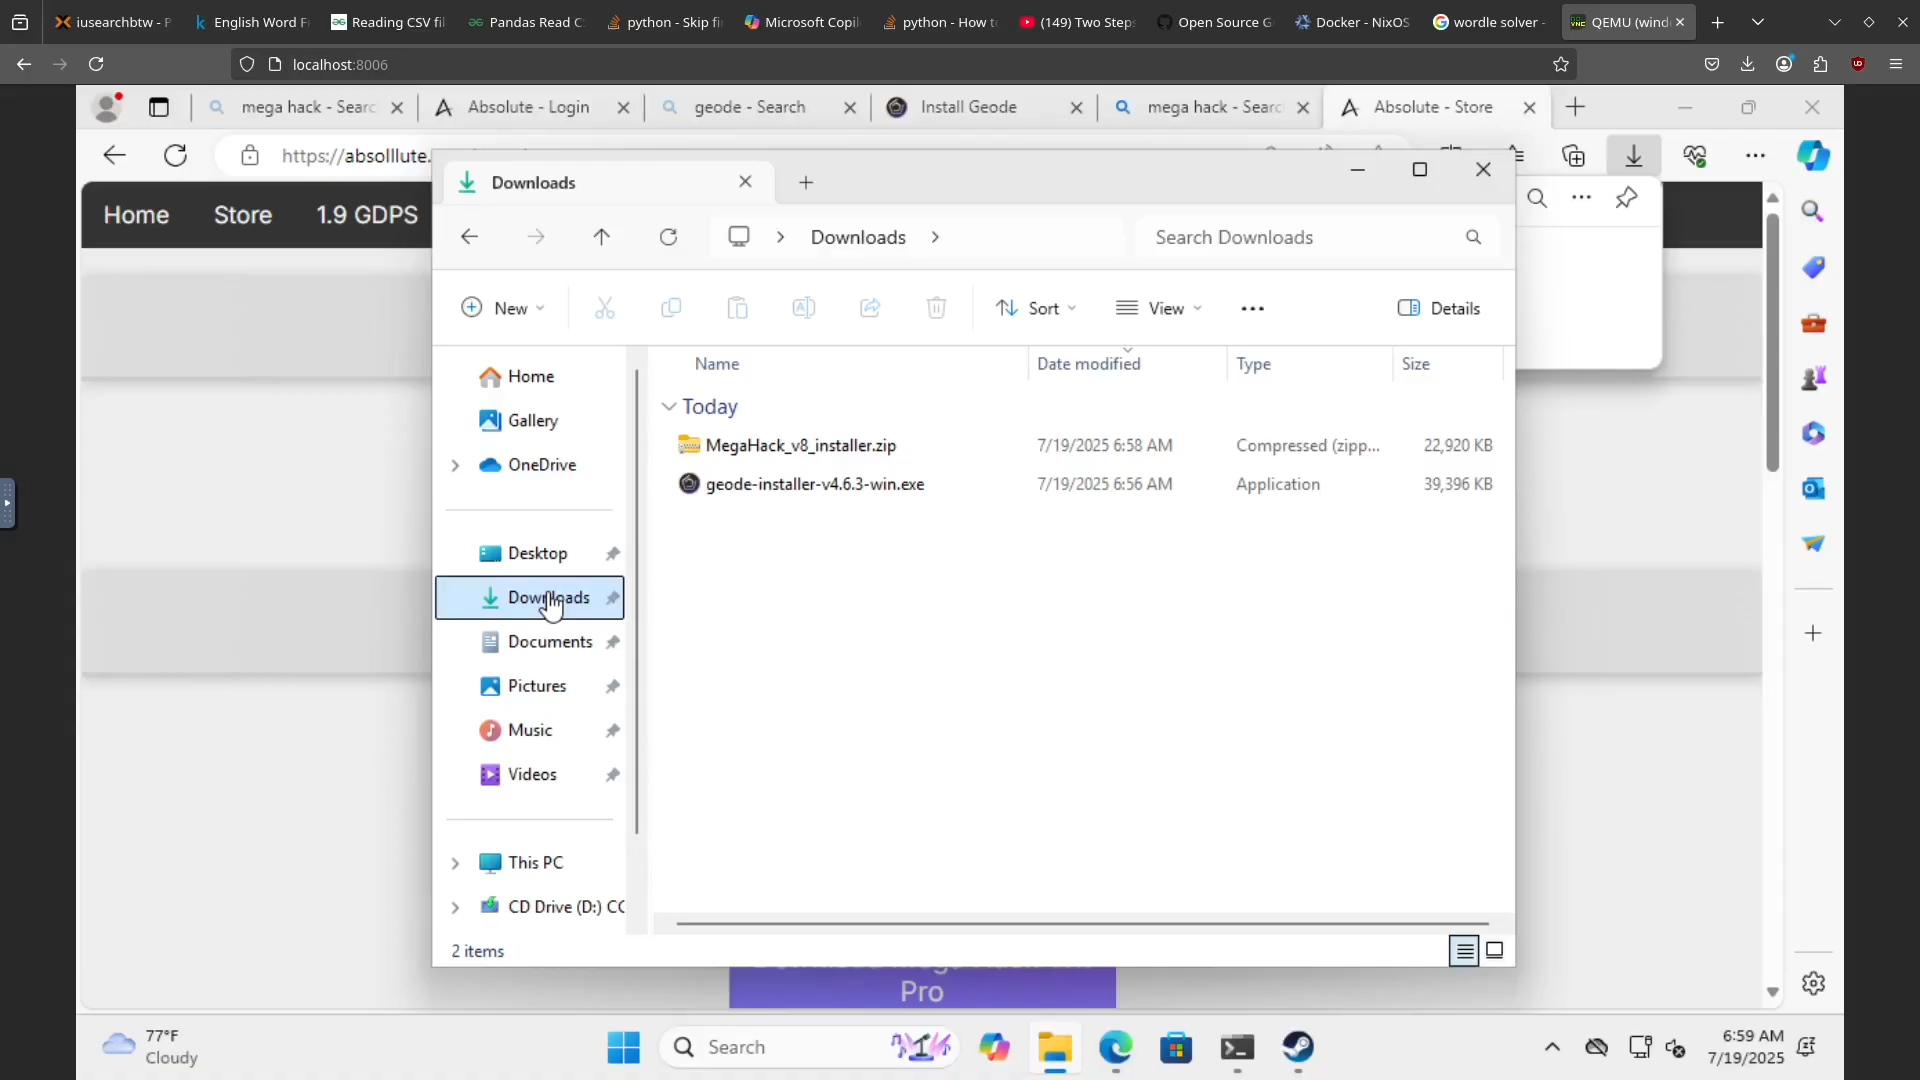 iusearchbtw - P
English Word Fr
Reading CSV fil
Pandas Read C
python - Skip fi
Microsoft Copil
python - How to
(149) Two Steps
Open Source G
Docker - NixOS
wordle solver -
QEMU (wind
localhost:8006
mega hack - Searc
Absolute - Login
geode - Search
Install Geode
mega hack - Searc
Absolute - Store
https://absolllute.
Home
Store
1.9 GDPS
Downloads
Downloads
Search Downloads
New
Sort
View
Details
Home
Gallery
OneDrive
Desktop
Downloads
Documents
Pictures
Music
Videos
This PC
CD Drive (D:) CC
Name
Date modified
Type
Size
Today
MegaHack_v8_installer.zip
7/19/2025 6:58 AM
Compressed (zipp...
22,920 KB
geode-installer-v4.6.3-win.exe
7/19/2025 6:56 AM
Application
39,396 KB
2 items
Pro
77°F
Cloudy
Search
6:59 AM
7/19/2025